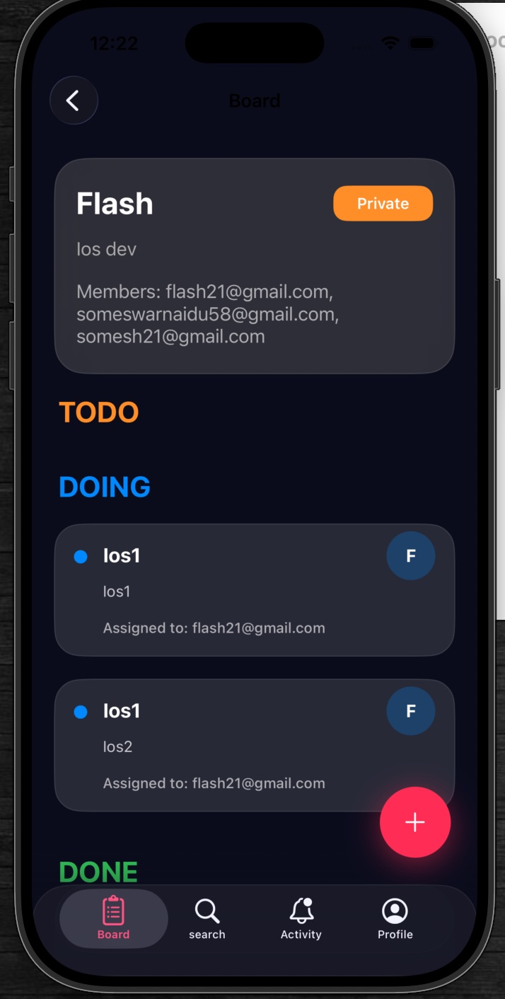 12:22
Board
Flash
Private
Ios dev
Members: flash21@gmail.com,
someswarnaidu58@gmail.com,
somesh21@gmail.com
TODO
DOING
Ios1
F
Ios1
Assigned to: flash21@gmail.com
Ios1
F
Ios2
Assigned to: flash21@gmail.com
DONE
Board
search
Activity
Profile